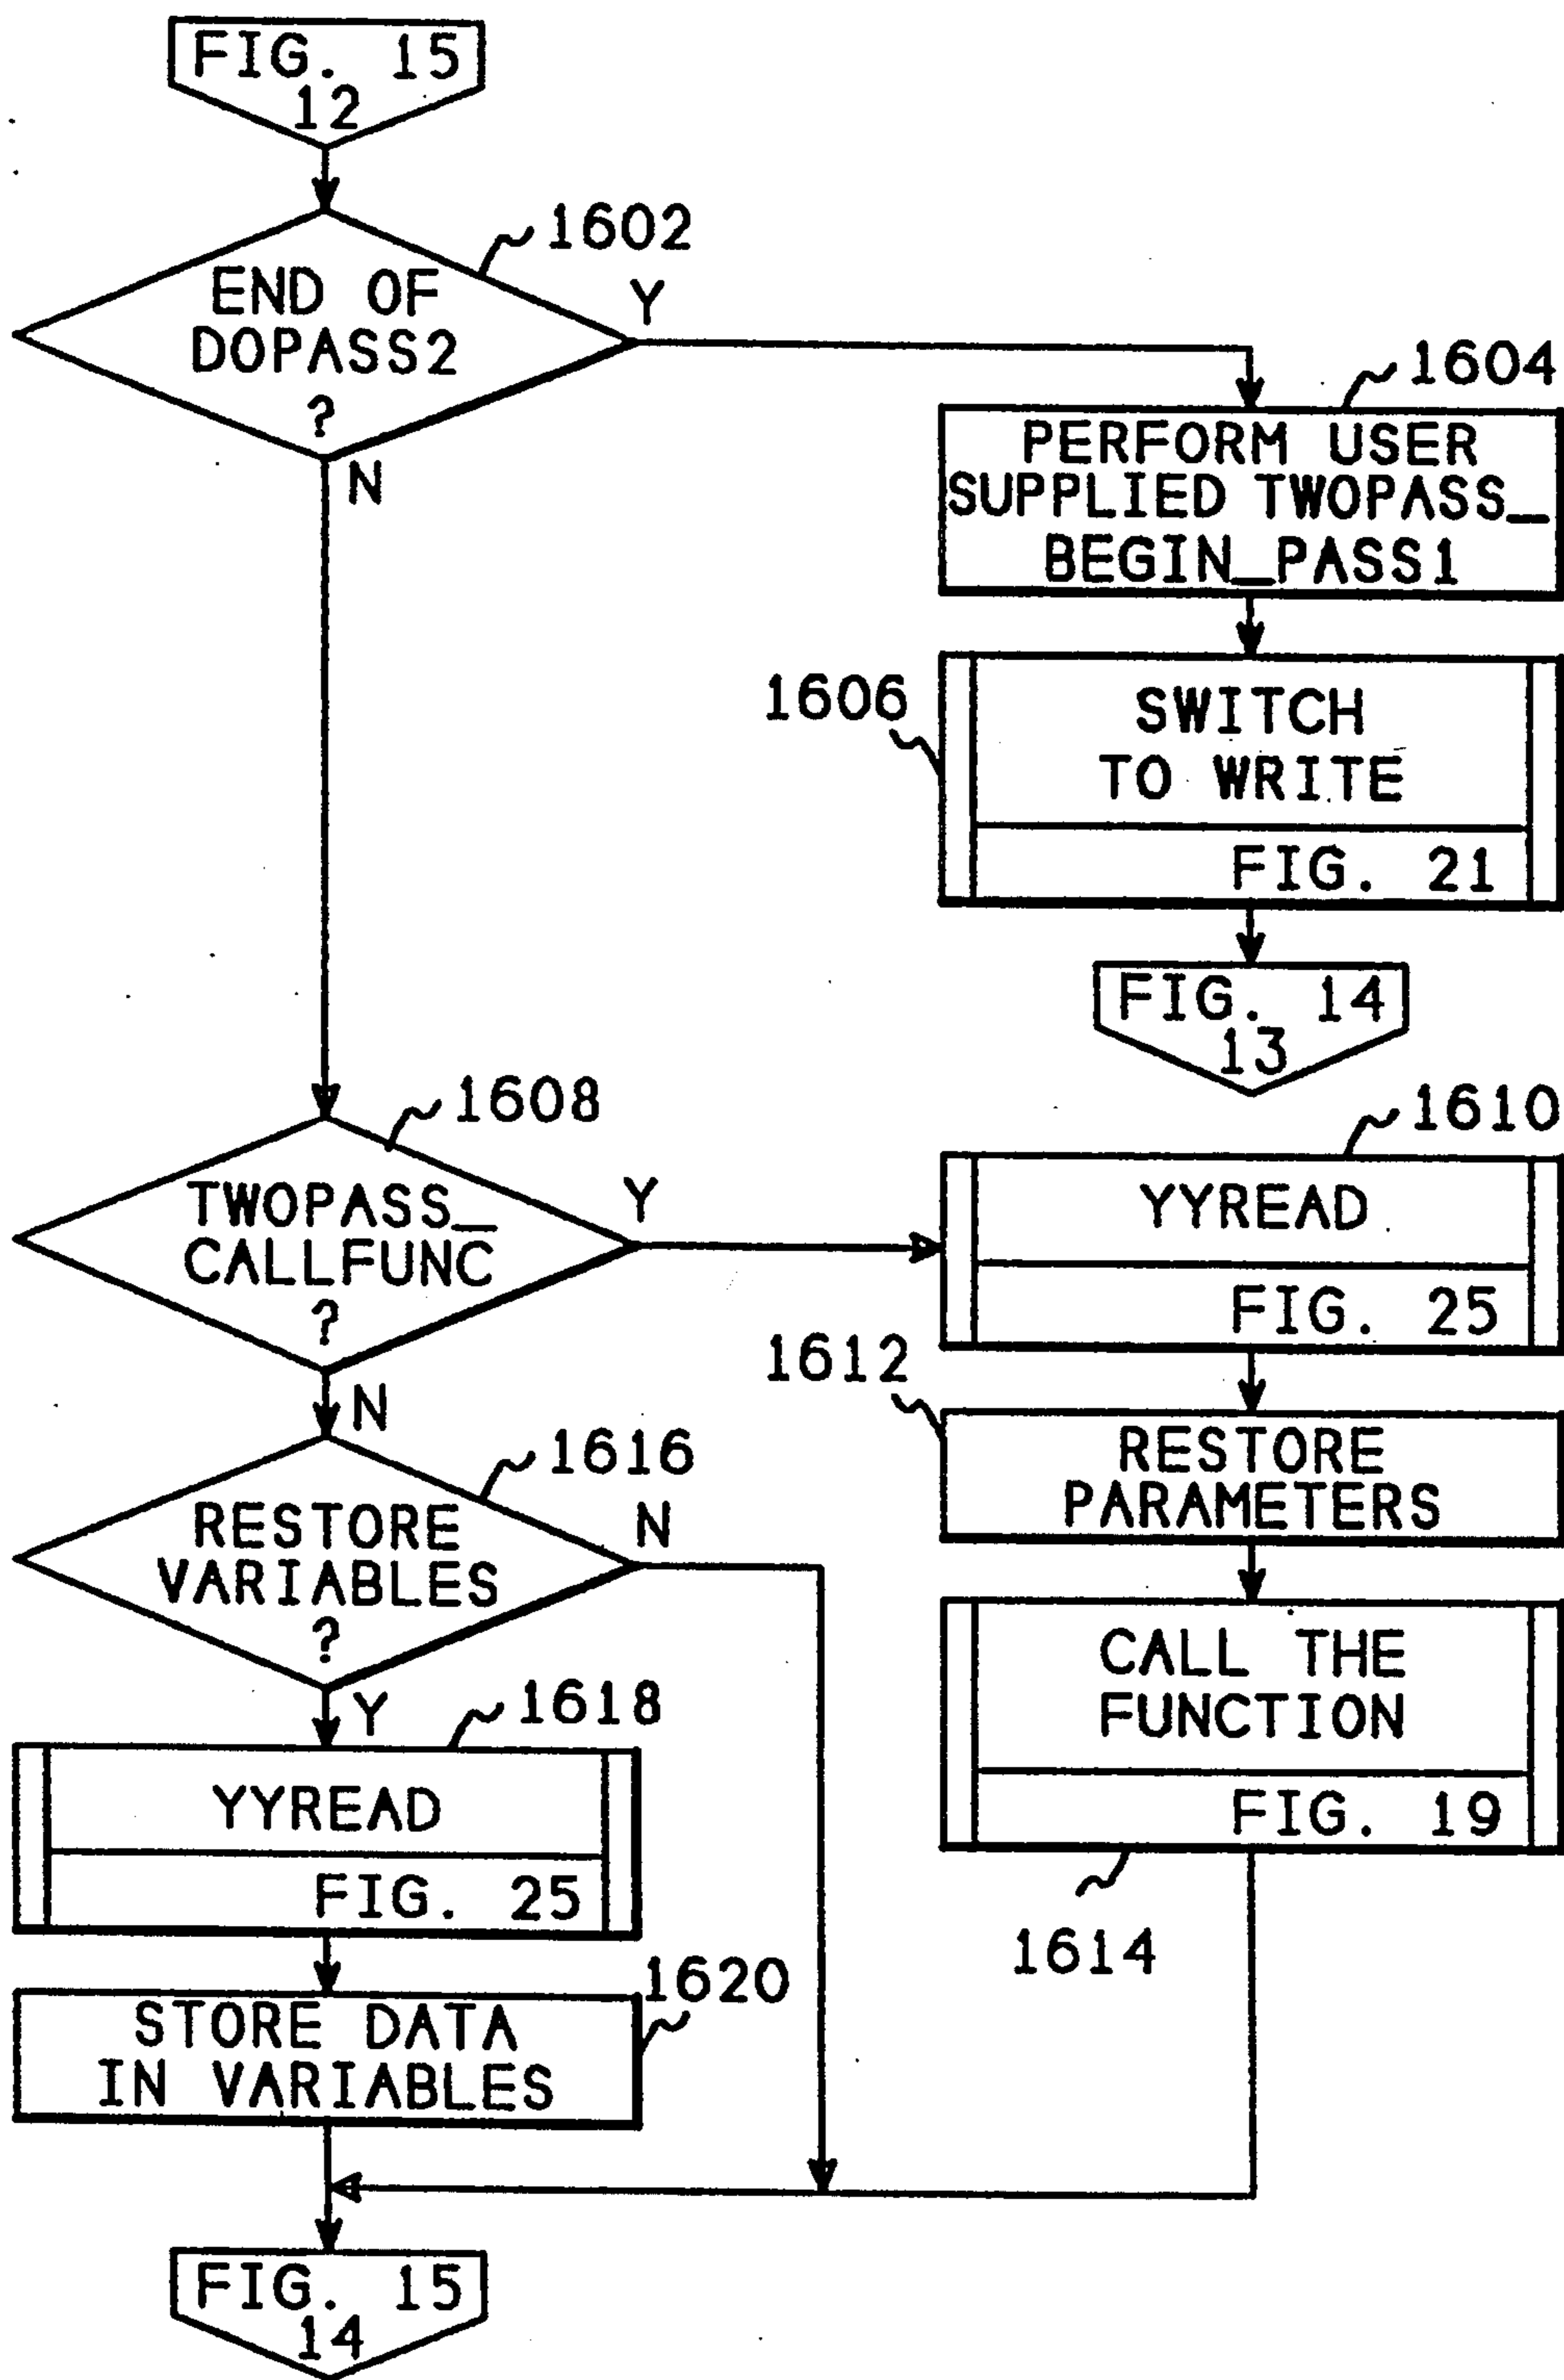 FIG. 15
12
1602
END OF
DOPASS2
?
Y
N
1604
PERFORM USER
SUPPLIED TWOPASS_
BEGIN_PASS1
1606
SWITCH
TO WRITE
FIG. 21
FIG. 14
13
1608
TWOPASS_
CALLFUNC
?
Y
N
1610
YYREAD
FIG. 25
1612
RESTORE
PARAMETERS
1616
RESTORE
VARIABLES
?
N
Y
CALL THE
FUNCTION
FIG. 19
1614
1618
YYREAD
FIG. 25
1620
STORE DATA
IN VARIABLES
FIG. 15
14